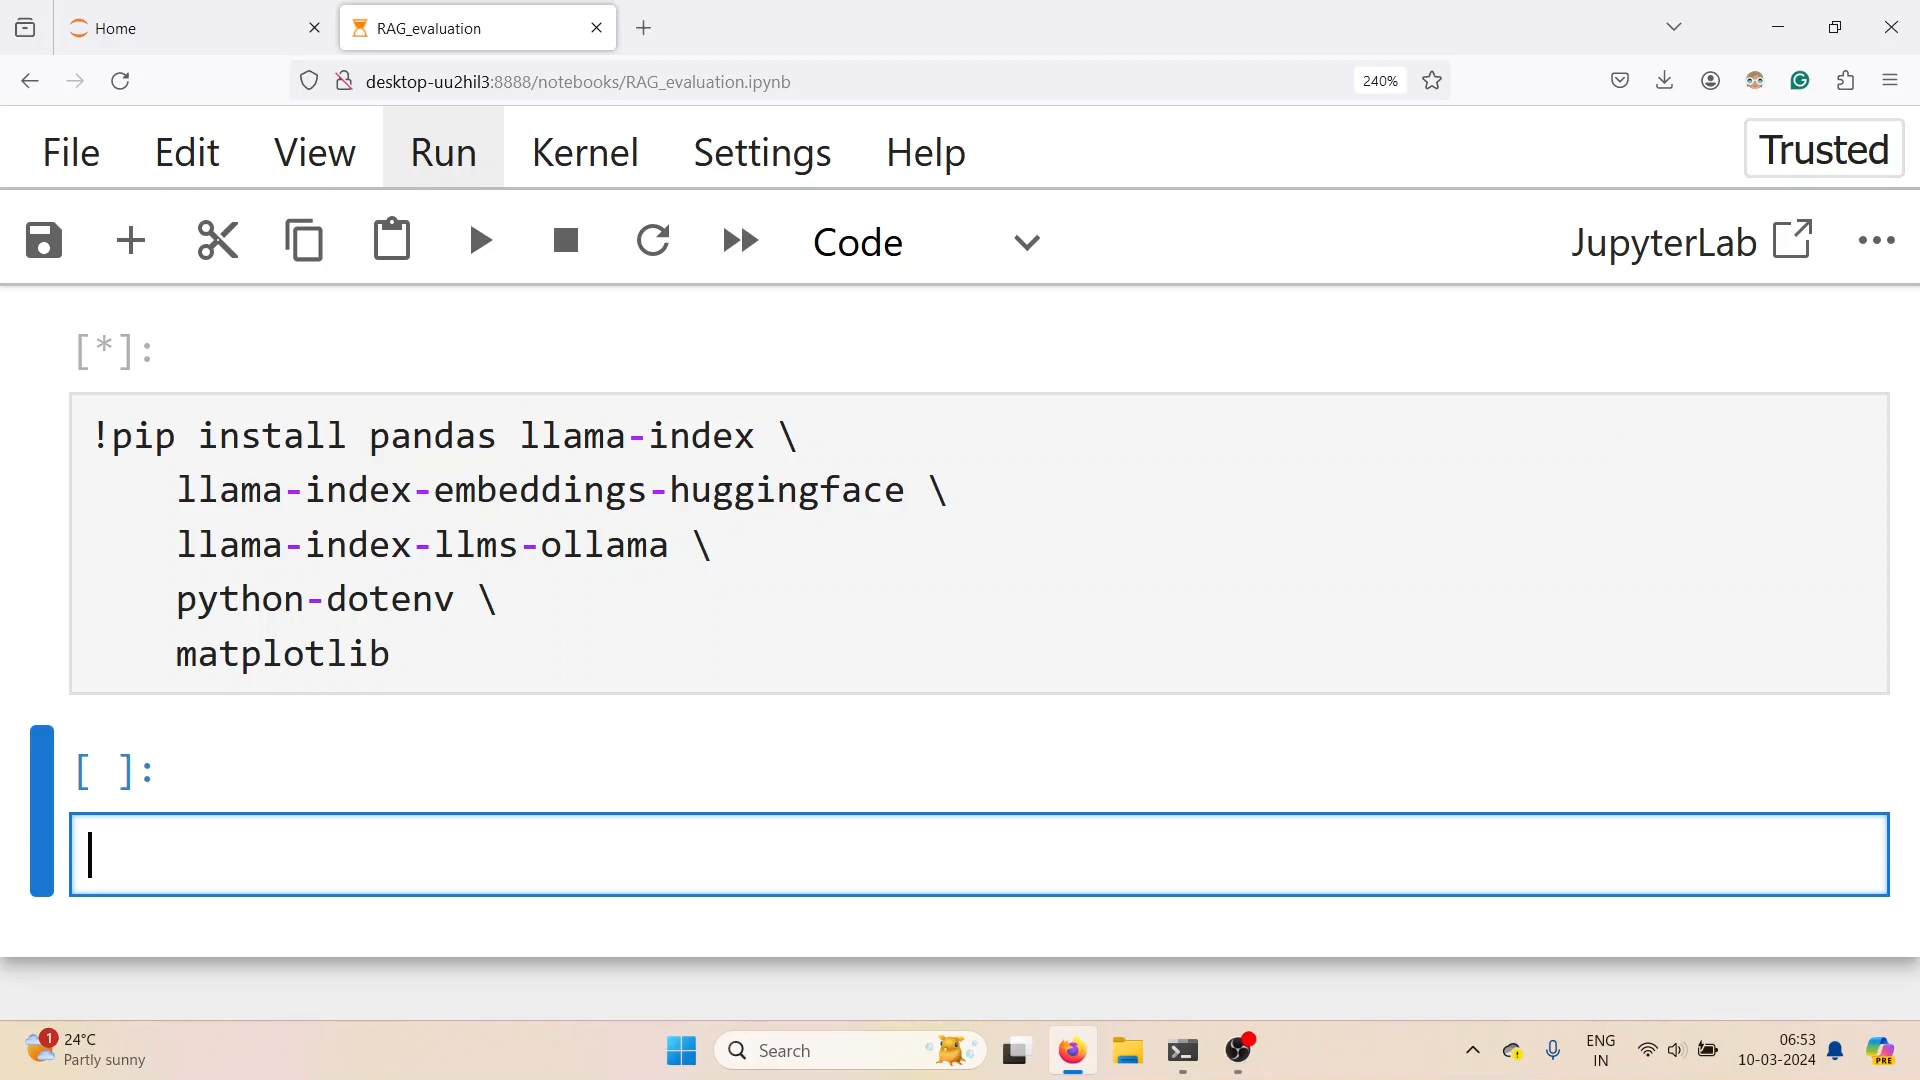 Home
RAG_evaluation
desktop-uu2hil3:8888/notebooks/RAG_evaluation.ipynb
240%
File Edit View Run Kernel Settings Help
Trusted
Code
JupyterLab
[*]:
!pip install pandas llama-index \
llama-index-embeddings-huggingface \
llama-index-llms-ollama \
python-dotenv \
matplotlib
[ ]:
1
24°C
Partly sunny
Search
ENG
IN
06:53
10-03-2024
PRE